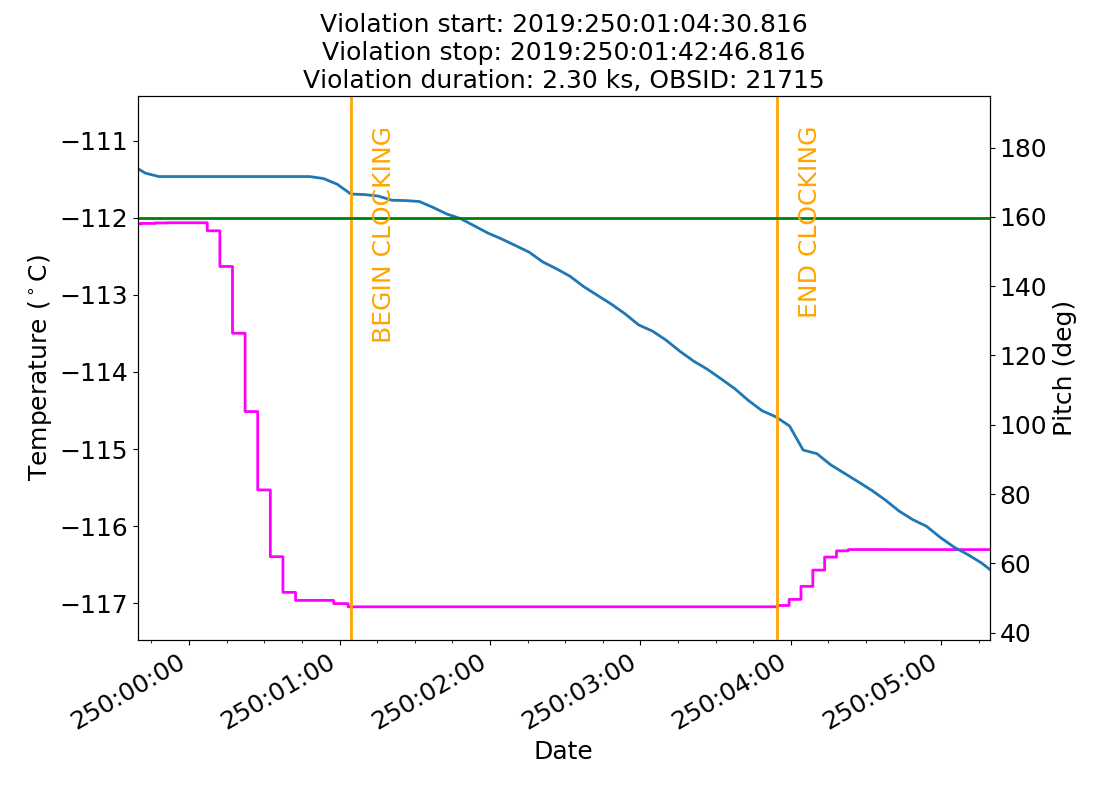 Violation start: 2019:250:01:04:30.816
Violation stop: 2019:250:01:42:46.816
Violation duration: 2.30 ks, OBSID: 21715
BEGIN CLOCKING
END CLOCKING
−111
−112
−113
−114
−115
−116
−117
Temperature (°C)
180
160
140
120
100
80
60
40
Pitch (deg)
250:00:00
250:01:00
250:02:00
250:03:00
250:04:00
250:05:00
Date